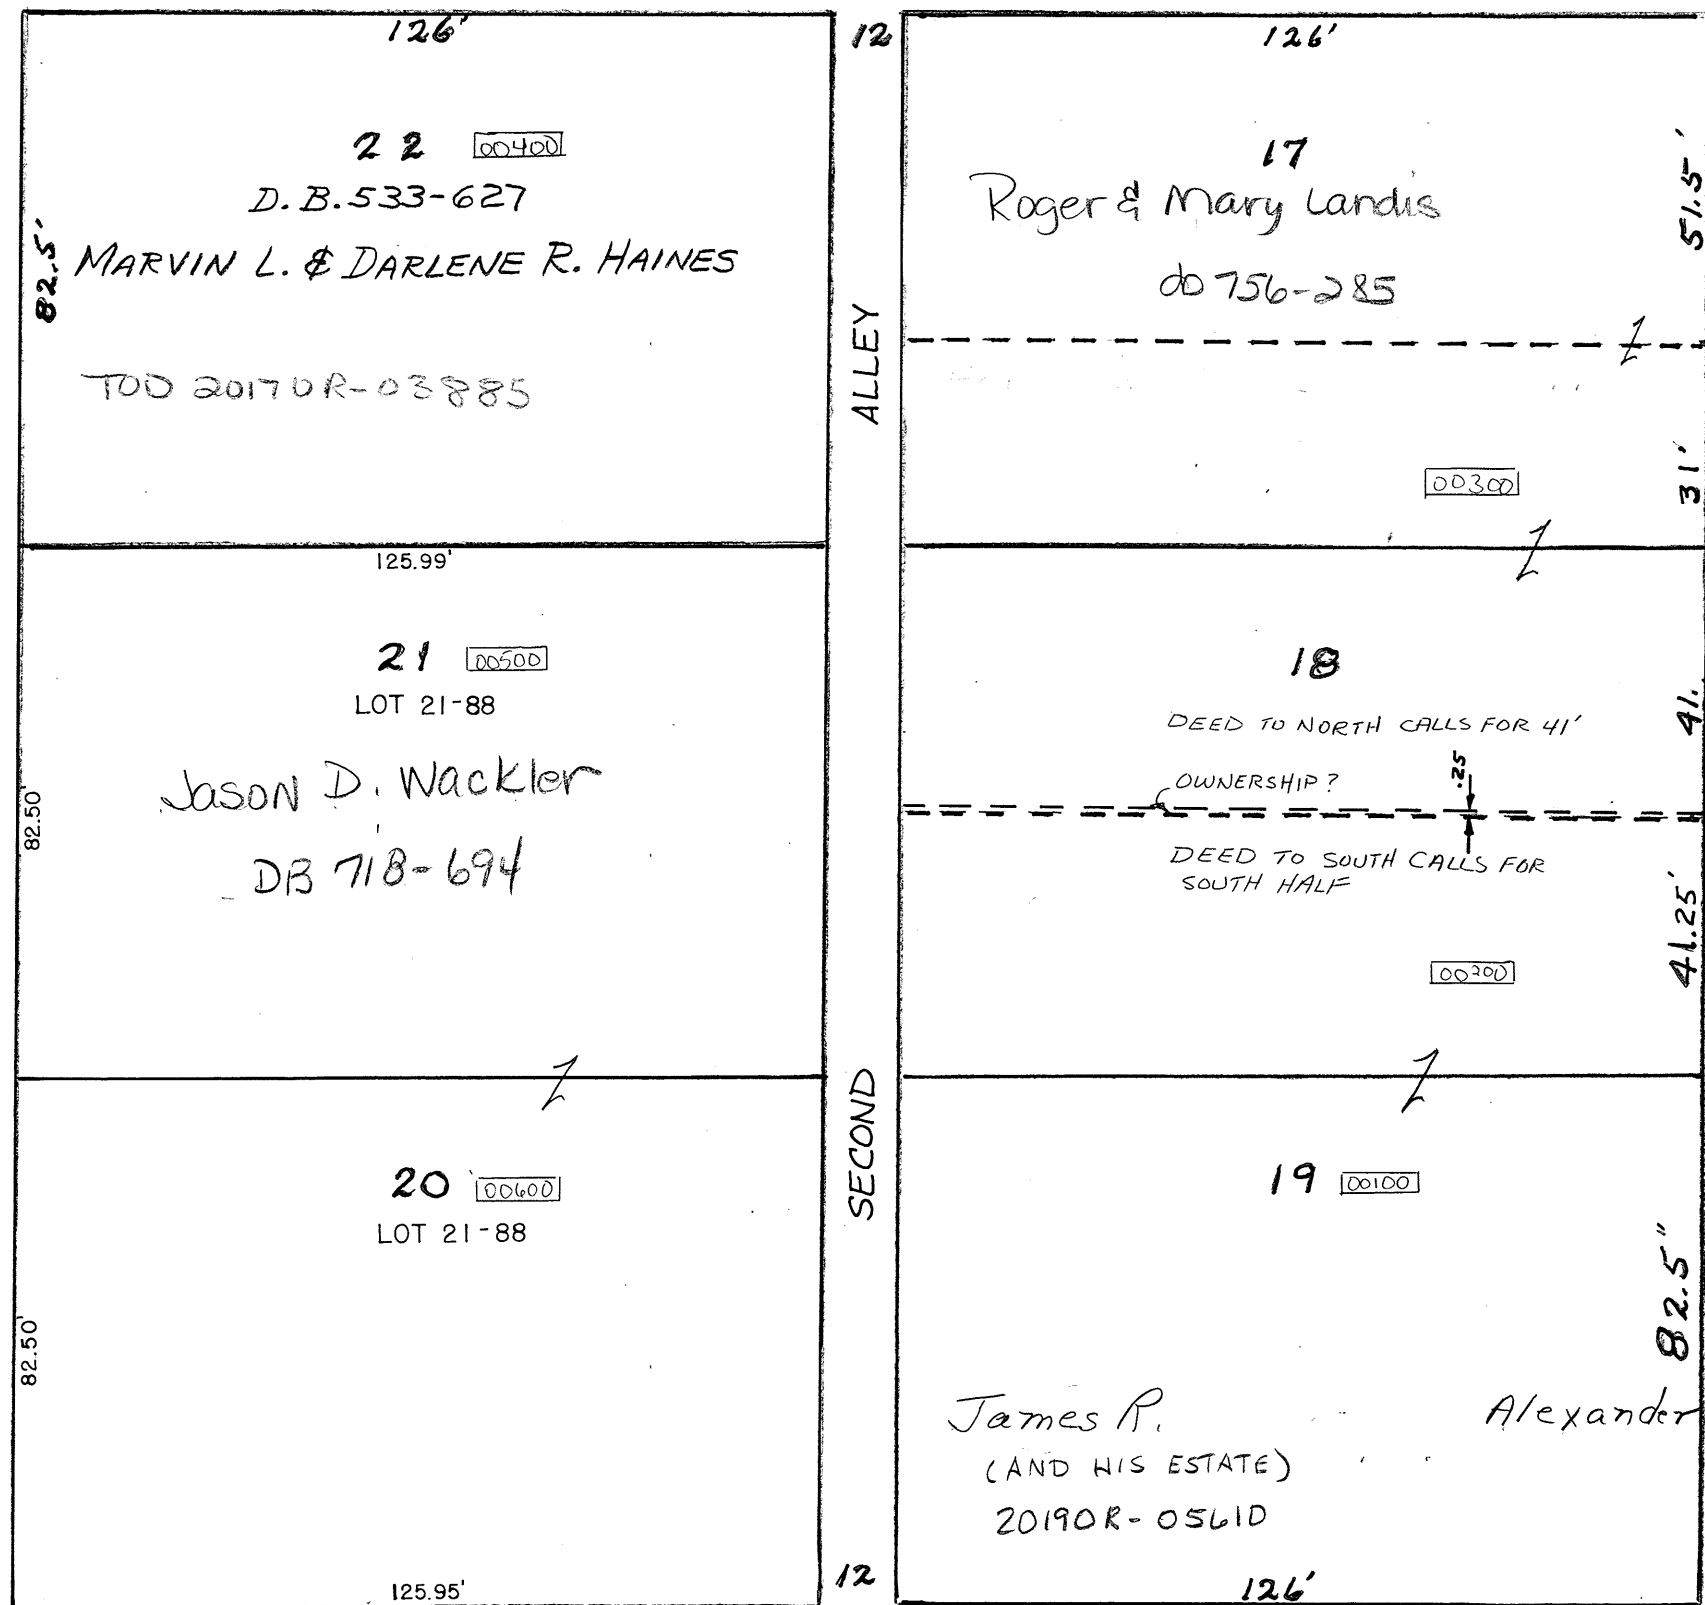 126'
22 00400
D.B. 533-627
MARVIN L. & DARLENE R. HAINES
82.5'
TOD 2017OR-03885
125.99'
21 00500
LOT 21-88
Jason D. Wackler
DB 718-694
82.50'
20 00600
LOT 21-88
82.50'
125.95'
12
SECOND ALLEY
12
126'
17
Roger & Mary Landis
db 756-285
51.5'
00300
31'
18
41.
DEED TO NORTH CALLS FOR 41'
OWNERSHIP?
.25
DEED TO SOUTH CALLS FOR
SOUTH HALF
41.25'
00200
19 00100
82.5"
James R. Alexander
(AND HIS ESTATE)
2019OR-05610
126'